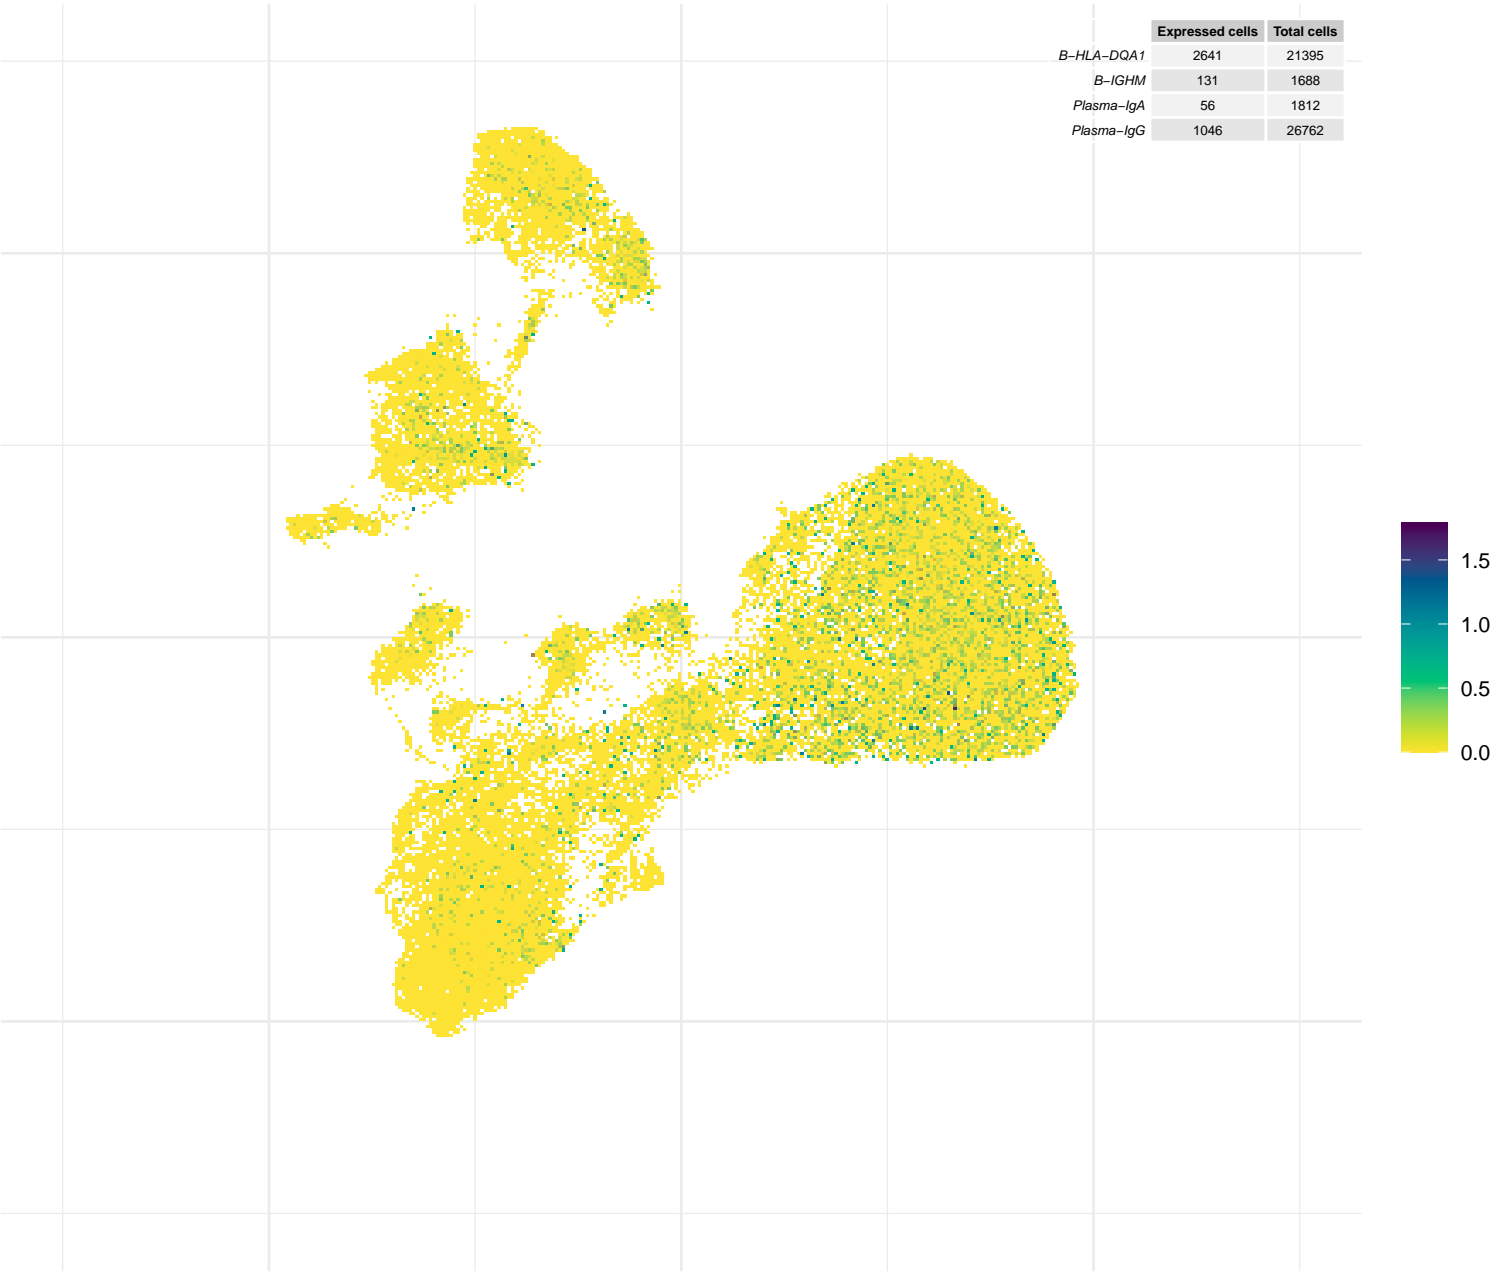 Expressed cells Total cells
B−HLA−DQA1 2641 21395
B−IGHM 131 1688
Plasma−IgA 56 1812
Plasma−IgG 1046 26762
1.5
1.0
0.5
0.0